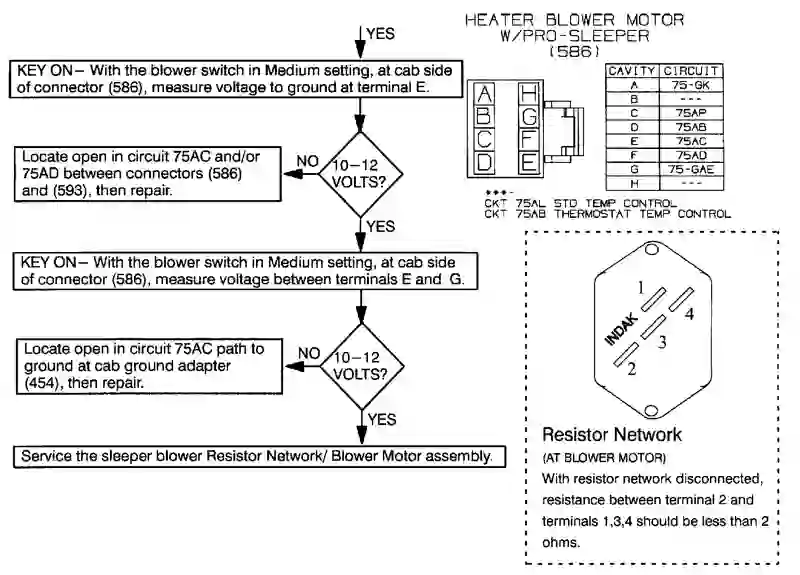 YES
KEY ON– With the blower switch in Medium setting, at cab side
of connector (586), measure voltage to ground at terminal E.
10–12
VOLTS?
NO
Locate open in circuit 75AC and/or
75AD between connectors (586)
and (593), then repair.
YES
KEY ON– With the blower switch in Medium setting, at cab side
of connector (586), measure voltage between terminals E and G.
10–12
VOLTS?
NO
Locate open in circuit 75AC path to
ground at cab ground adapter
(454), then repair.
YES
Service the sleeper blower Resistor Network/ Blower Motor assembly.
HEATER BLOWER MOTOR
W/PRO-SLEEPER
(586)
A H
B G
C F
D E
CAVITY CIRCUIT
A 75-GK
B ---
C 75AP
D 75AB
E 75AC
F 75AD
G 75-GAE
H ---
***-
CKT 75AL STD TEMP CONTROL
CKT 75AB THERMOSTAT TEMP CONTROL
1
4
INDAK
3
2
Resistor Network
(AT BLOWER MOTOR)
With resistor network disconnected,
resistance between terminal 2 and
terminals 1,3,4 should be less than 2
ohms.